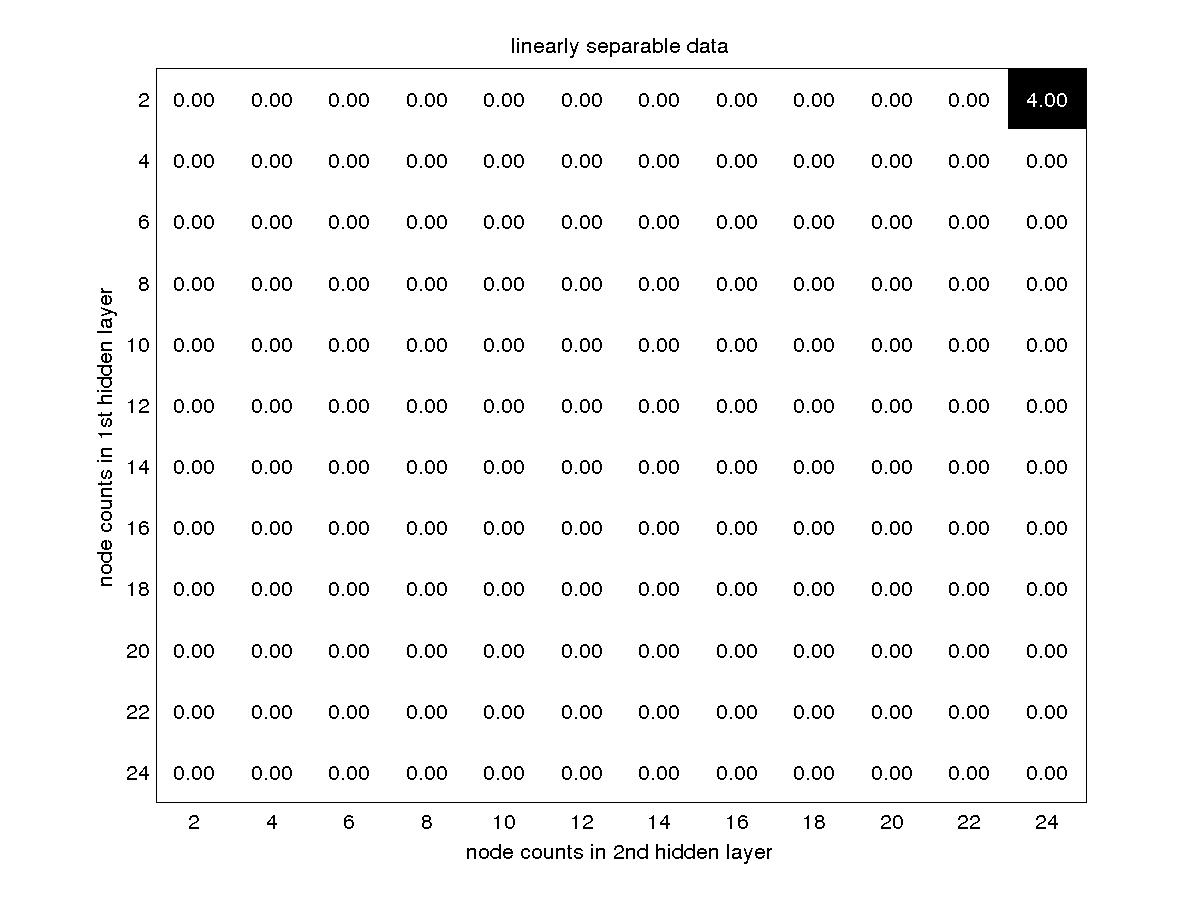 linearly separable data
2 0.00 0.00 0.00 0.00 0.00 0.00 0.00 0.00 0.00 0.00 0.00 4.00
4 0.00 0.00 0.00 0.00 0.00 0.00 0.00 0.00 0.00 0.00 0.00 0.00
6 0.00 0.00 0.00 0.00 0.00 0.00 0.00 0.00 0.00 0.00 0.00 0.00
8 0.00 0.00 0.00 0.00 0.00 0.00 0.00 0.00 0.00 0.00 0.00 0.00
10 0.00 0.00 0.00 0.00 0.00 0.00 0.00 0.00 0.00 0.00 0.00 0.00
12 0.00 0.00 0.00 0.00 0.00 0.00 0.00 0.00 0.00 0.00 0.00 0.00
14 0.00 0.00 0.00 0.00 0.00 0.00 0.00 0.00 0.00 0.00 0.00 0.00
16 0.00 0.00 0.00 0.00 0.00 0.00 0.00 0.00 0.00 0.00 0.00 0.00
18 0.00 0.00 0.00 0.00 0.00 0.00 0.00 0.00 0.00 0.00 0.00 0.00
20 0.00 0.00 0.00 0.00 0.00 0.00 0.00 0.00 0.00 0.00 0.00 0.00
22 0.00 0.00 0.00 0.00 0.00 0.00 0.00 0.00 0.00 0.00 0.00 0.00
24 0.00 0.00 0.00 0.00 0.00 0.00 0.00 0.00 0.00 0.00 0.00 0.00
2 4 6 8 10 12 14 16 18 20 22 24
node counts in 2nd hidden layer
node counts in 1st hidden layer